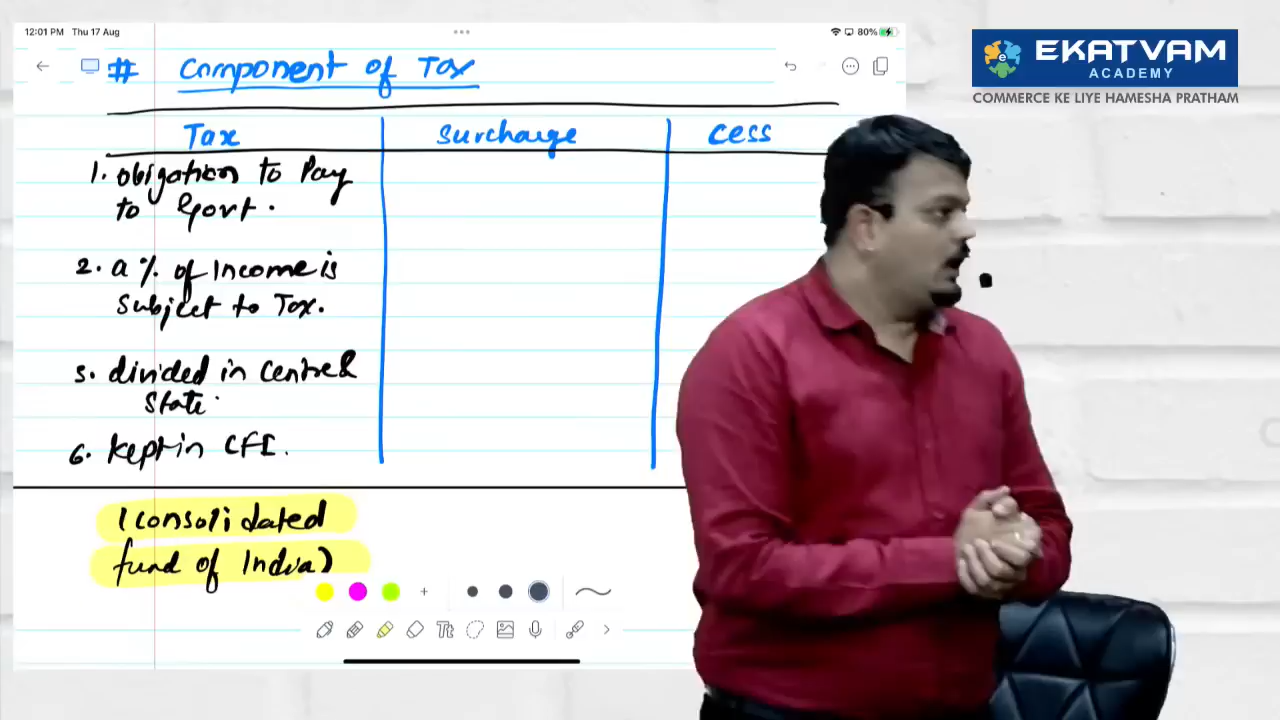 12:01 PM Thu 17 Aug
80%
# Component of Tax
Tax Surcharge Cess
1. obigation to Pay
to Govt.
2. a % of Income is
Subject to Tax.
5. divided in Centre &
State.
6. kept in CFI.
(Consolidated
fund of India)
Tt
e
EKATVAM
ACADEMY
COMMERCE KE LIYE HAMESHA PRATHAM